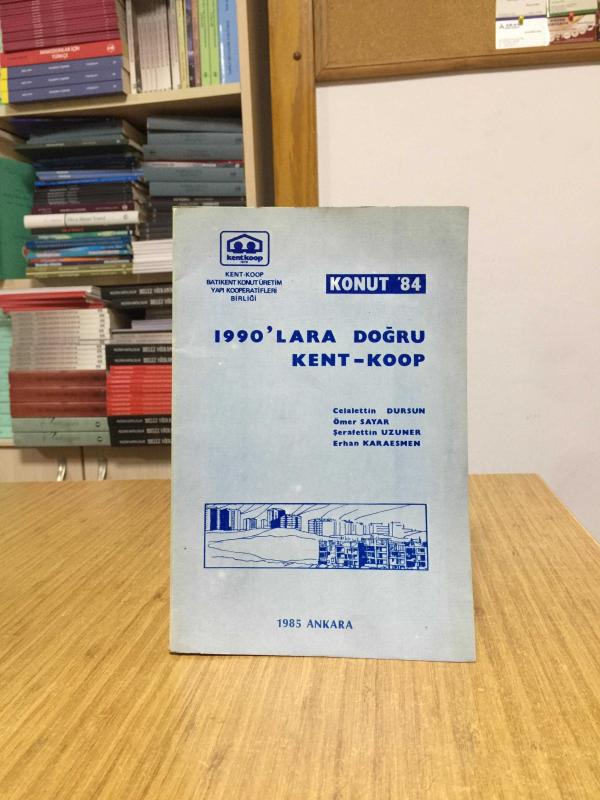 kentkoop
KENT-KOOP
BATIKENT KONUT ÜRETİM
YAPI KOOPERATİFLERİ
BİRLİĞİ
KONUT '84
1990'LARA DOĞRU
KENT-KOOP
Celalettin DURSUN
Ömer SAYAR
Şerafettin UZUNER
Erhan KARAESMEN
1985 ANKARA